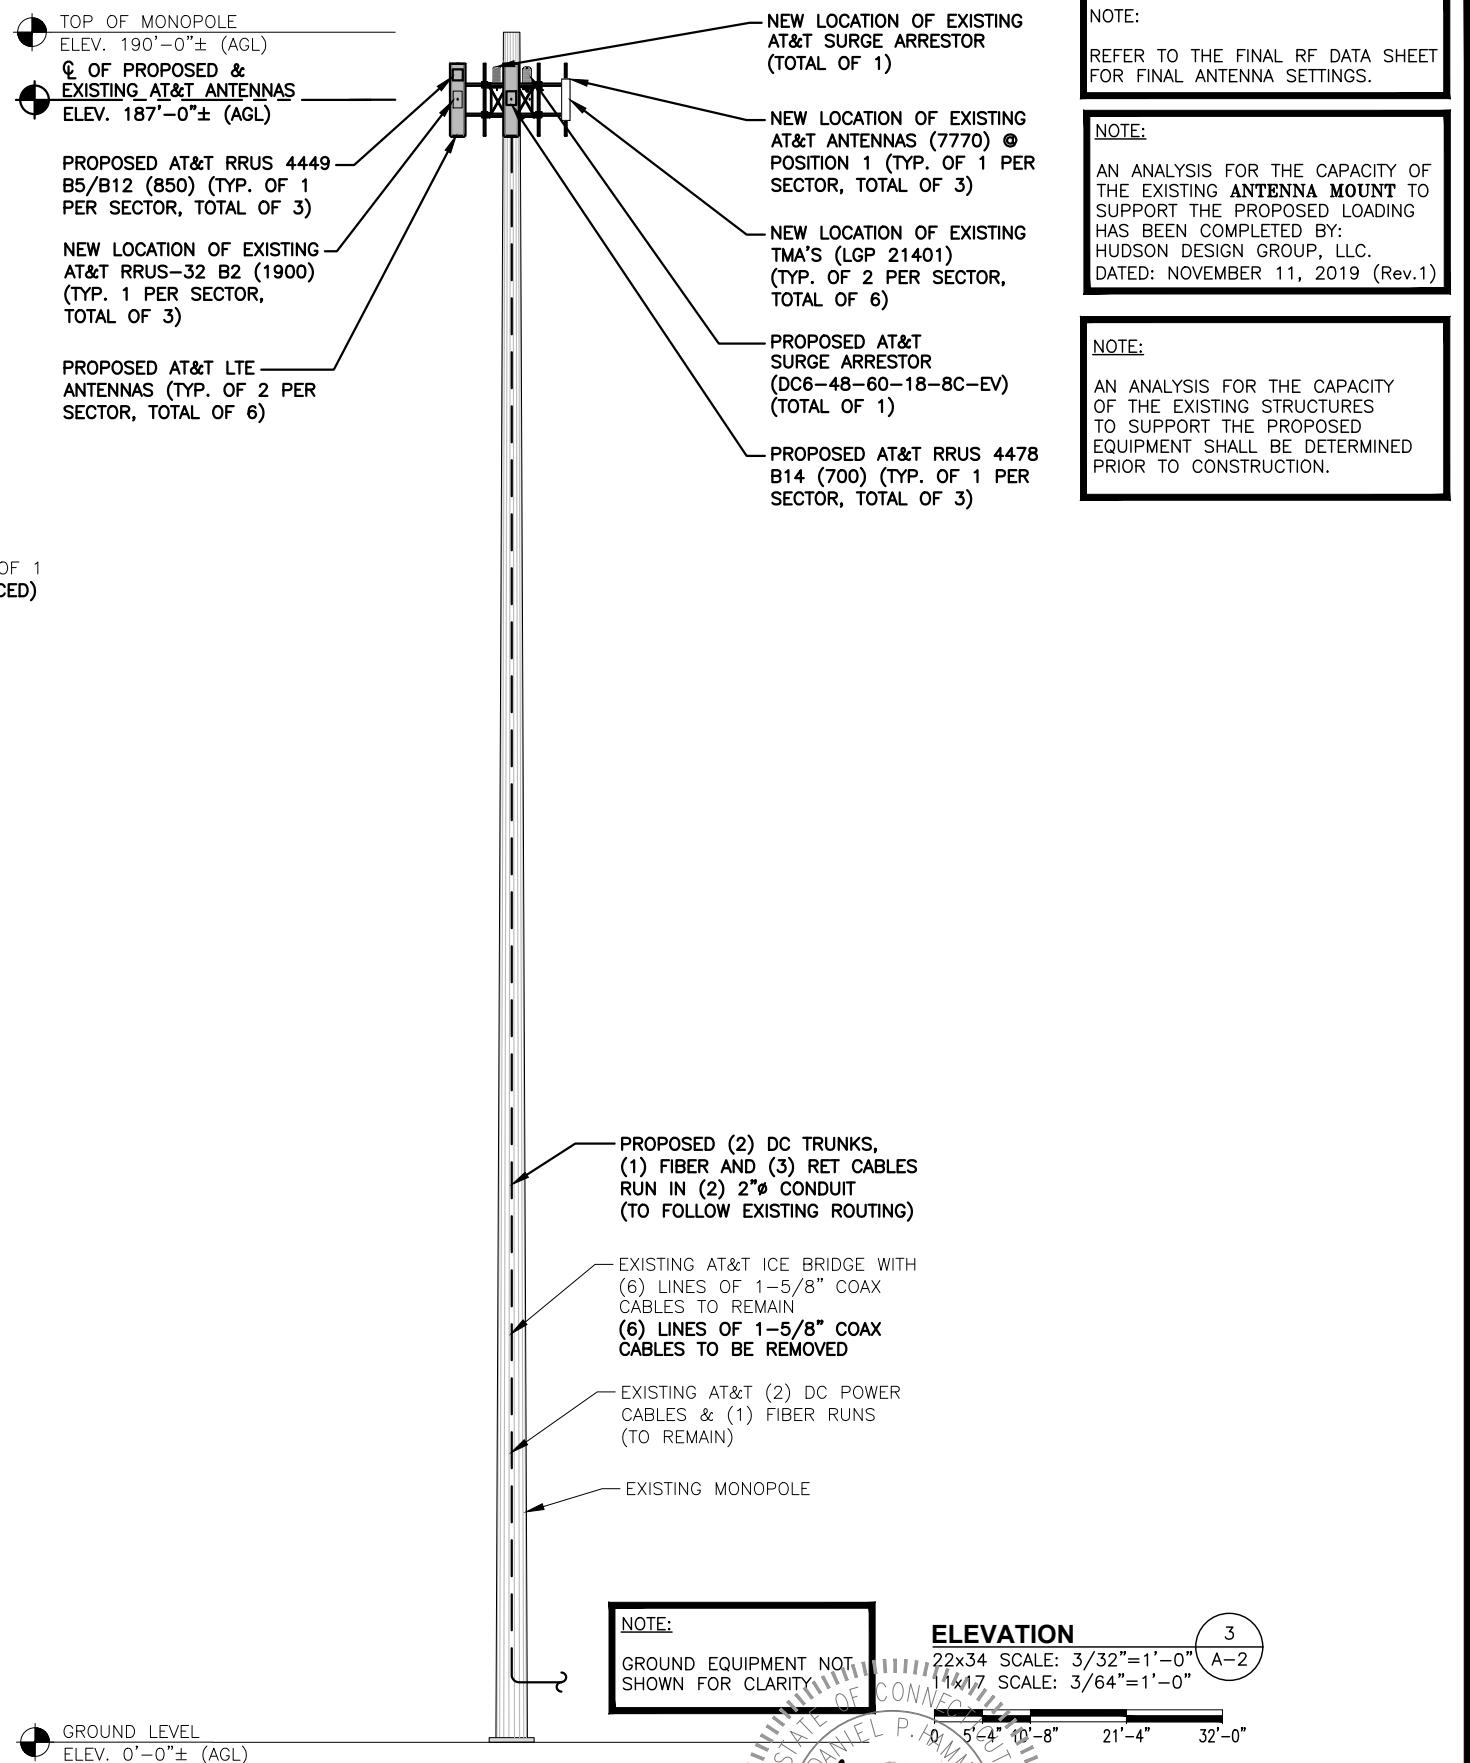 TOP OF MONOPOLE
ELEV. 190'-0"± (AGL)
℄ OF PROPOSED &
EXISTING AT&T ANTENNAS
ELEV. 187'-0"± (AGL)
PROPOSED AT&T RRUS 4449
B5/B12 (850) (TYP. OF 1
PER SECTOR, TOTAL OF 3)
NEW LOCATION OF EXISTING
AT&T RRUS-32 B2 (1900)
(TYP. 1 PER SECTOR,
TOTAL OF 3)
PROPOSED AT&T LTE
ANTENNAS (TYP. OF 2 PER
SECTOR, TOTAL OF 6)
OF 1
CED)
NEW LOCATION OF EXISTING
AT&T SURGE ARRESTOR
(TOTAL OF 1)
NEW LOCATION OF EXISTING
AT&T ANTENNAS (7770) @
POSITION 1 (TYP. OF 1 PER
SECTOR, TOTAL OF 3)
NEW LOCATION OF EXISTING
TMA'S (LGP 21401)
(TYP. OF 2 PER SECTOR,
TOTAL OF 6)
PROPOSED AT&T
SURGE ARRESTOR
(DC6-48-60-18-8C-EV)
(TOTAL OF 1)
PROPOSED AT&T RRUS 4478
B14 (700) (TYP. OF 1 PER
SECTOR, TOTAL OF 3)
NOTE:
REFER TO THE FINAL RF DATA SHEET
FOR FINAL ANTENNA SETTINGS.
NOTE:
AN ANALYSIS FOR THE CAPACITY OF
THE EXISTING ANTENNA MOUNT TO
SUPPORT THE PROPOSED LOADING
HAS BEEN COMPLETED BY:
HUDSON DESIGN GROUP, LLC.
DATED: NOVEMBER 11, 2019 (Rev.1)
NOTE:
AN ANALYSIS FOR THE CAPACITY
OF THE EXISTING STRUCTURES
TO SUPPORT THE PROPOSED
EQUIPMENT SHALL BE DETERMINED
PRIOR TO CONSTRUCTION.
PROPOSED (2) DC TRUNKS,
(1) FIBER AND (3) RET CABLES
RUN IN (2) 2"ø CONDUIT
(TO FOLLOW EXISTING ROUTING)
EXISTING AT&T ICE BRIDGE WITH
(6) LINES OF 1-5/8" COAX
CABLES TO REMAIN
(6) LINES OF 1-5/8" COAX
CABLES TO BE REMOVED
EXISTING AT&T (2) DC POWER
CABLES & (1) FIBER RUNS
(TO REMAIN)
EXISTING MONOPOLE
NOTE:
GROUND EQUIPMENT NOT
SHOWN FOR CLARITY
ELEVATION
22x34 SCALE: 3/32"=1'-0"
11x17 SCALE: 3/64"=1'-0"
3
A-2
0 5'-4" 10'-8" 21'-4" 32'-0"
STATE OF CONNECTICUT
DANIEL P. HAMM
GROUND LEVEL
ELEV. 0'-0"± (AGL)